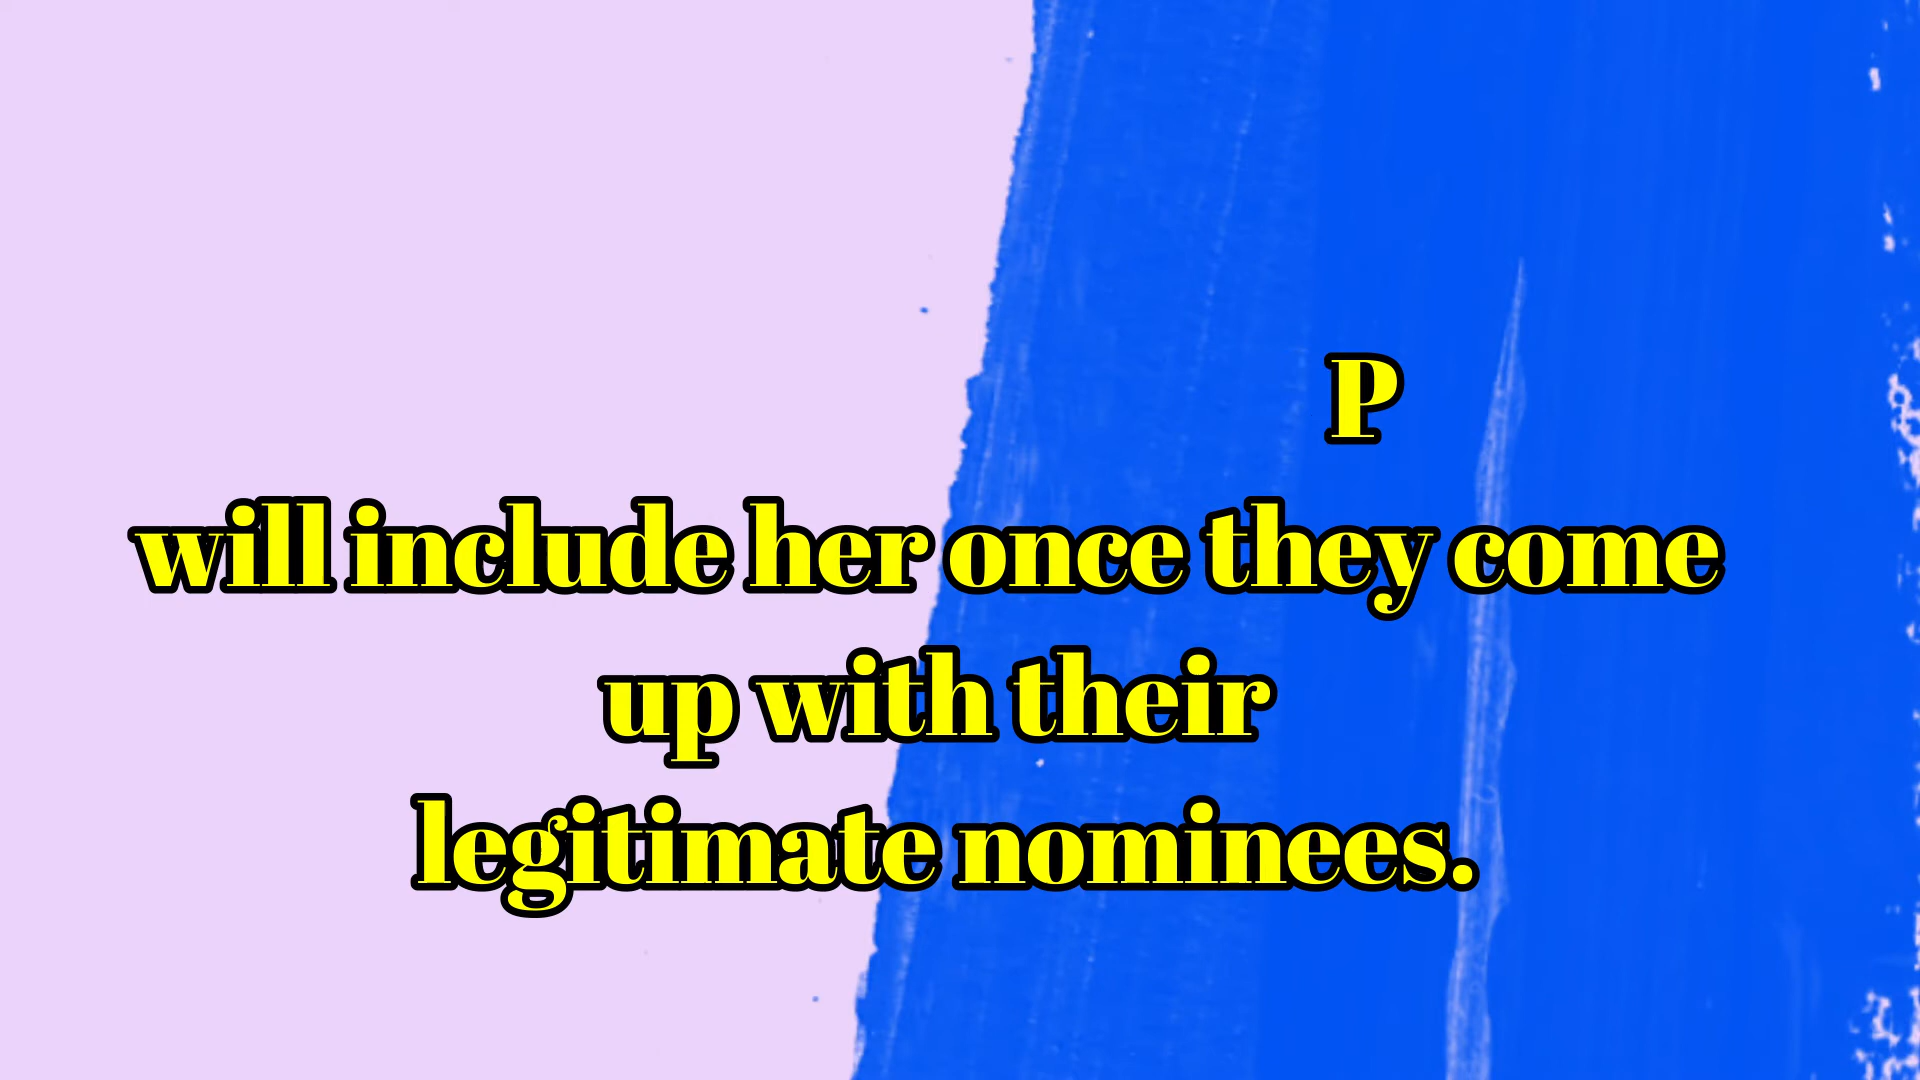 P
will include her once they come
up with their
legitimate nominees.